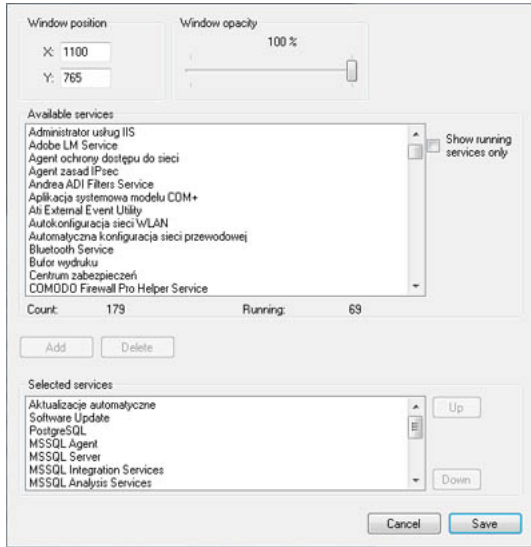 Window position
Window opacity
X: 1100
100 %
Y: 765
Available services
Administrator usług IIS
Adobe LM Service
Agent ochrony dostępu do sieci
Agent zasad IPsec
Andrea ADI Filters Service
Aplikacja systemowa modelu COM+
Ati External Event Utility
Autokonfiguracja sieci WLAN
Automatyczna konfiguracja sieci przewodowej
Bluetooth Service
Bufor wydruku
Centrum zabezpieczeń
COMODO Firewall Pro Helper Service
Show running
services only
Count: 179 Running: 69
Add Delete
Selected services
Aktualizacje automatyczne
Software Update
PostgreSQL
MSSQL Agent
MSSQL Server
MSSQL Integration Services
MSSQL Analysis Services
Up
Down
Cancel Save